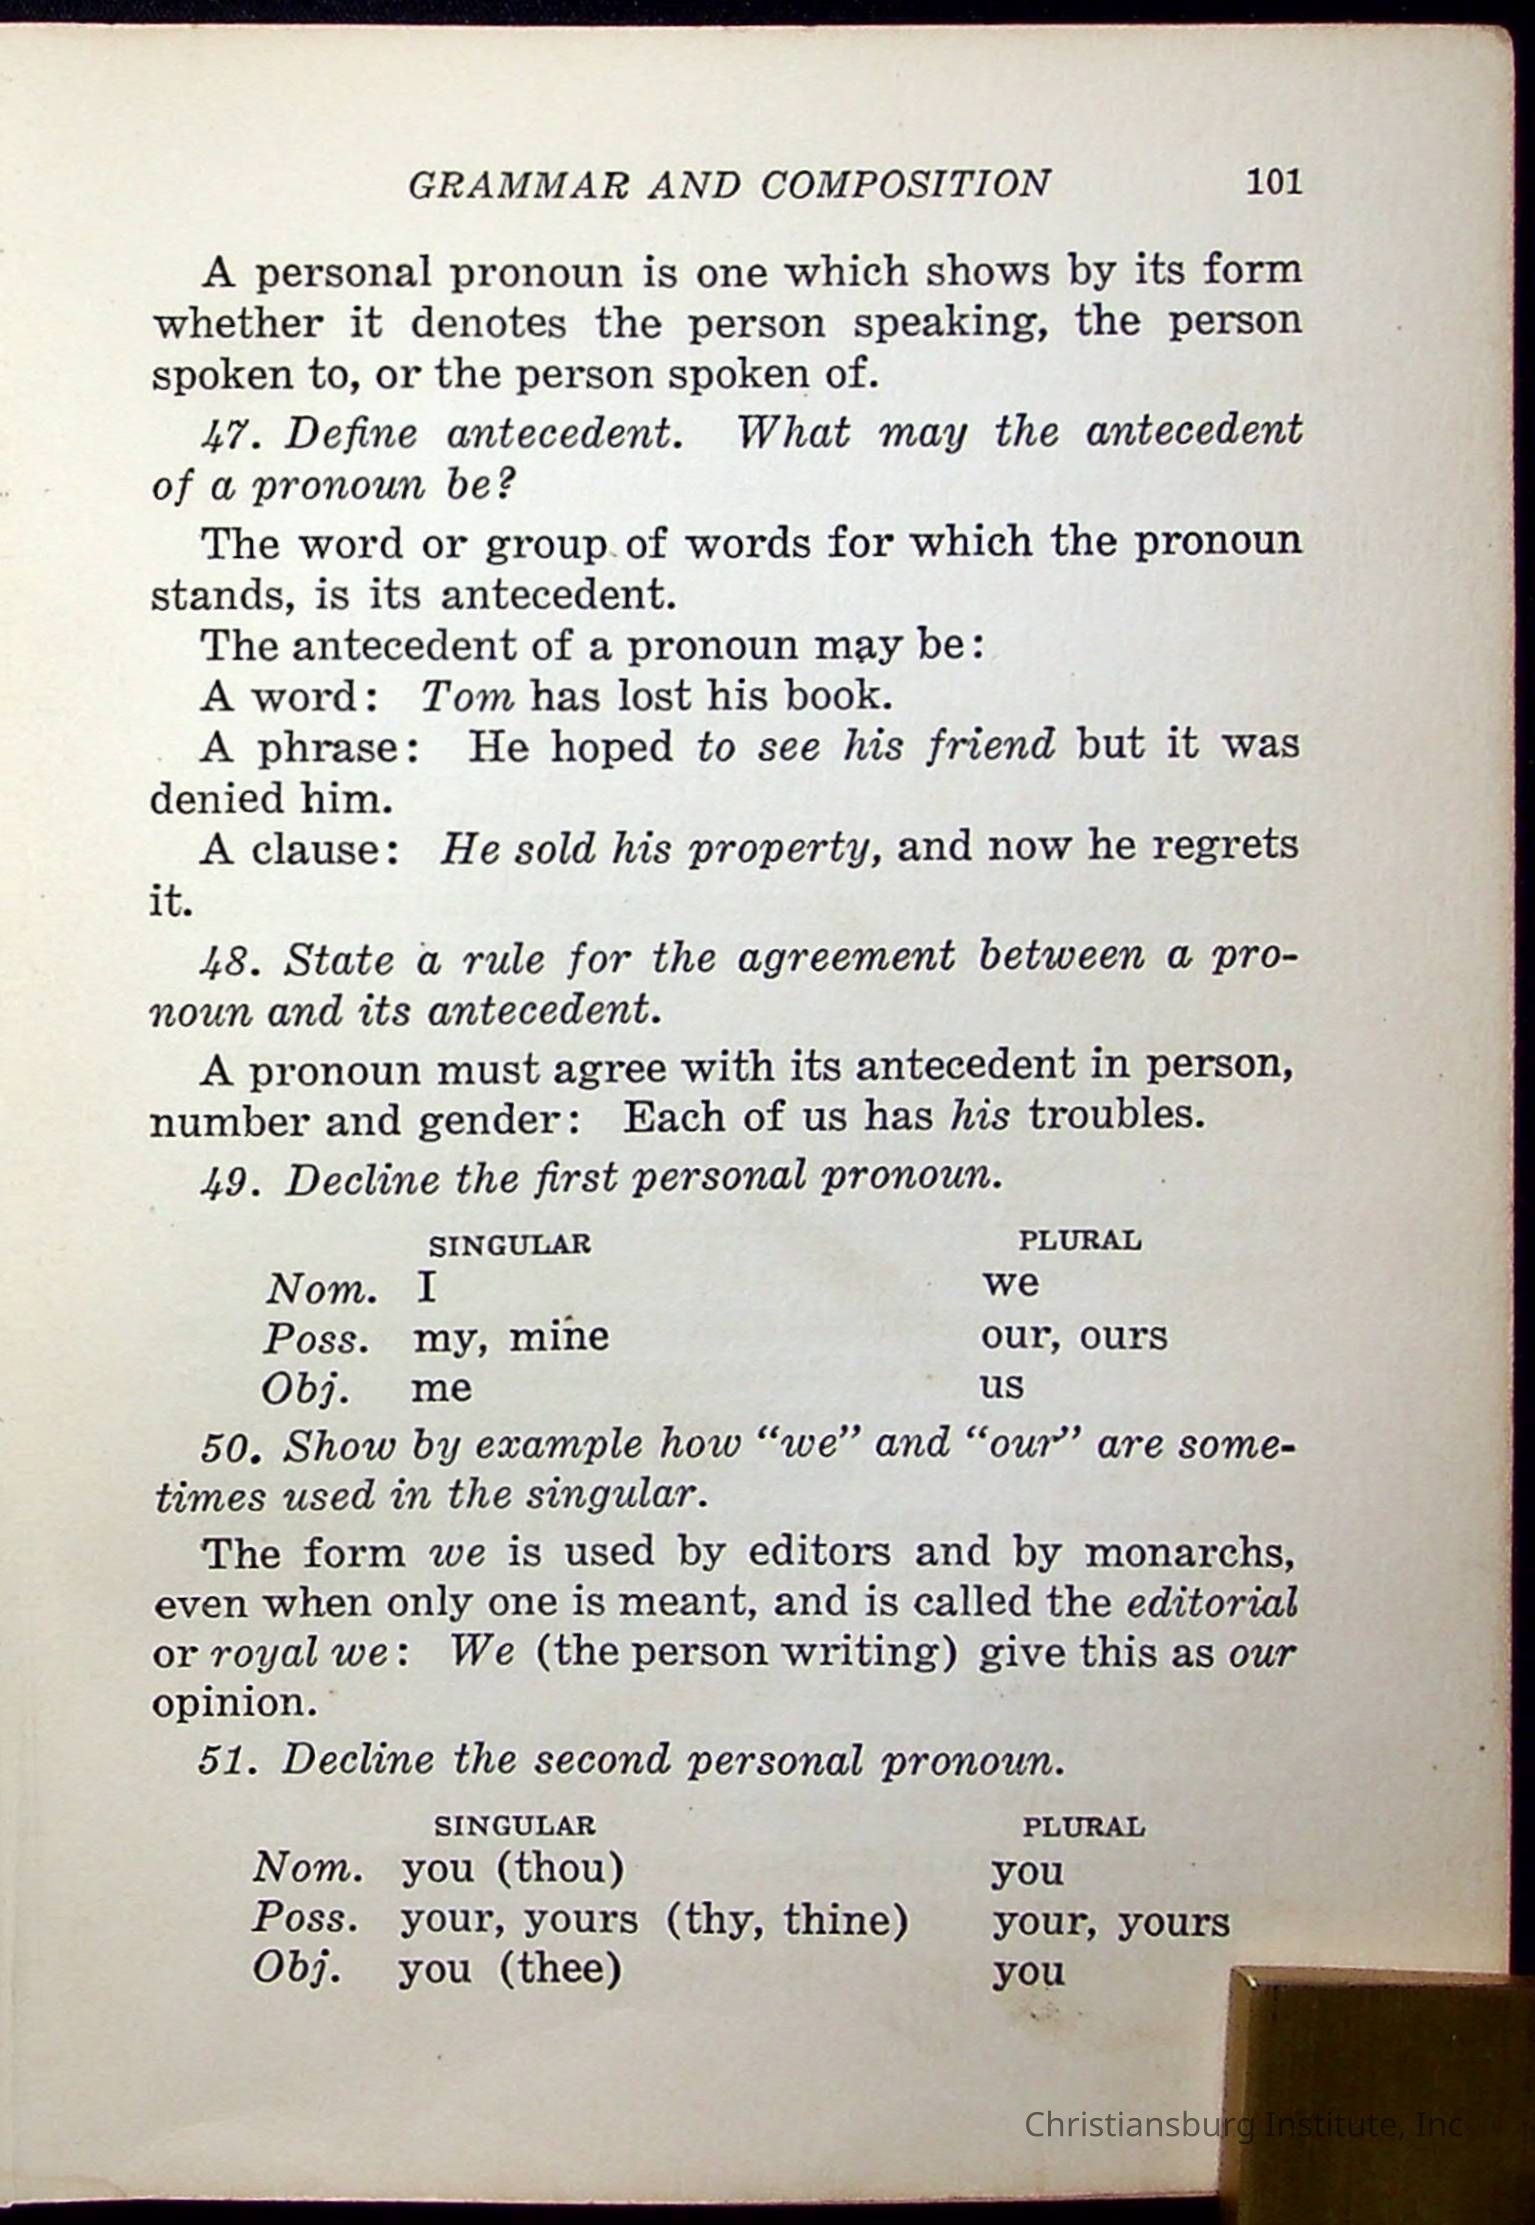 GRAMMAR AND COMPOSITION 101
A personal pronoun is one which shows by its form
whether it denotes the person speaking, the person
spoken to, or the person spoken of.
47. Define antecedent. What may the antecedent
of a pronoun be?
The word or group of words for which the pronoun
stands, is its antecedent.
The antecedent of a pronoun may be:
A word: Tom has lost his book.
A phrase: He hoped to see his friend but it was
denied him.
A clause: He sold his property, and now he regrets
it.
48. State a rule for the agreement between a pro-
noun and its antecedent.
A pronoun must agree with its antecedent in person,
number and gender: Each of us has his troubles.
49. Decline the first personal pronoun.
SINGULAR PLURAL
Nom. I we
Poss. my, mine our, ours
Obj. me us
50. Show by example how “we” and “our” are some-
times used in the singular.
The form we is used by editors and by monarchs,
even when only one is meant, and is called the editorial
or royal we: We (the person writing) give this as our
opinion.
51. Decline the second personal pronoun.
SINGULAR PLURAL
Nom. you (thou) you
Poss. your, yours (thy, thine) your, yours
Obj. you (thee) you
Christiansburg Institute, Inc